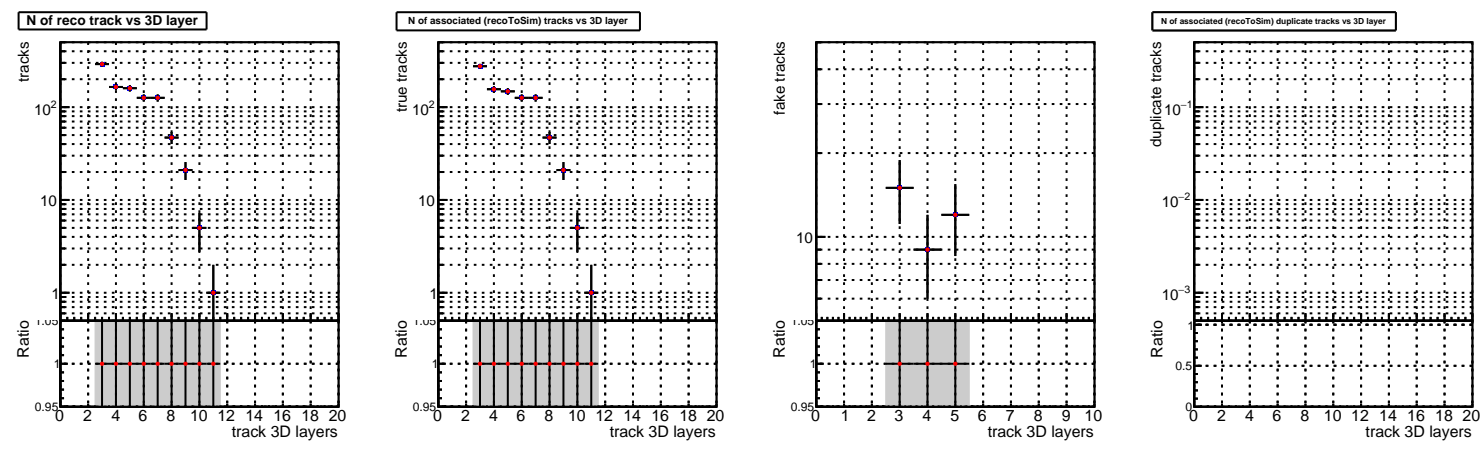 N of reco track vs 3D layer
tracks
10²
10
1
Ratio
1.05
1
0.95
0 2 4 6 8 10 12 14 16 18 20
track 3D layers
N of associated (recoToSim) tracks vs 3D layer
true tracks
10²
10
1
Ratio
1.05
1
0.95
0 2 4 6 8 10 12 14 16 18 20
track 3D layers
fake tracks
10
Ratio
1.05
1
0.95
0 1 2 3 4 5 6 7 8 9 10
track 3D layers
N of associated (recoToSim) duplicate tracks vs 3D layer
duplicate tracks
10⁻¹
10⁻²
10⁻³
Ratio
1
0.5
0
0 2 4 6 8 10 12 14 16 18 20
track 3D layers